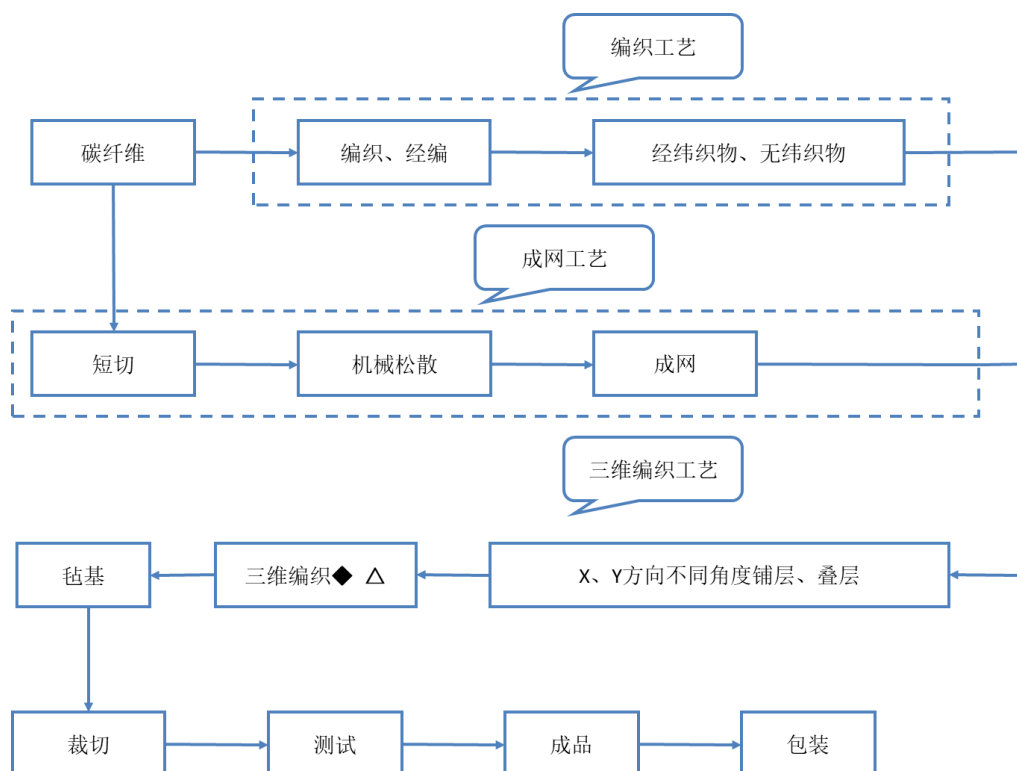 编织工艺
碳纤维
编织、经编
经纬织物、无纬织物
成网工艺
短切
机械松散
成网
三维编织工艺
毡基
三维编织◆ △
X、Y方向不同角度铺层、叠层
裁切
测试
成品
包装